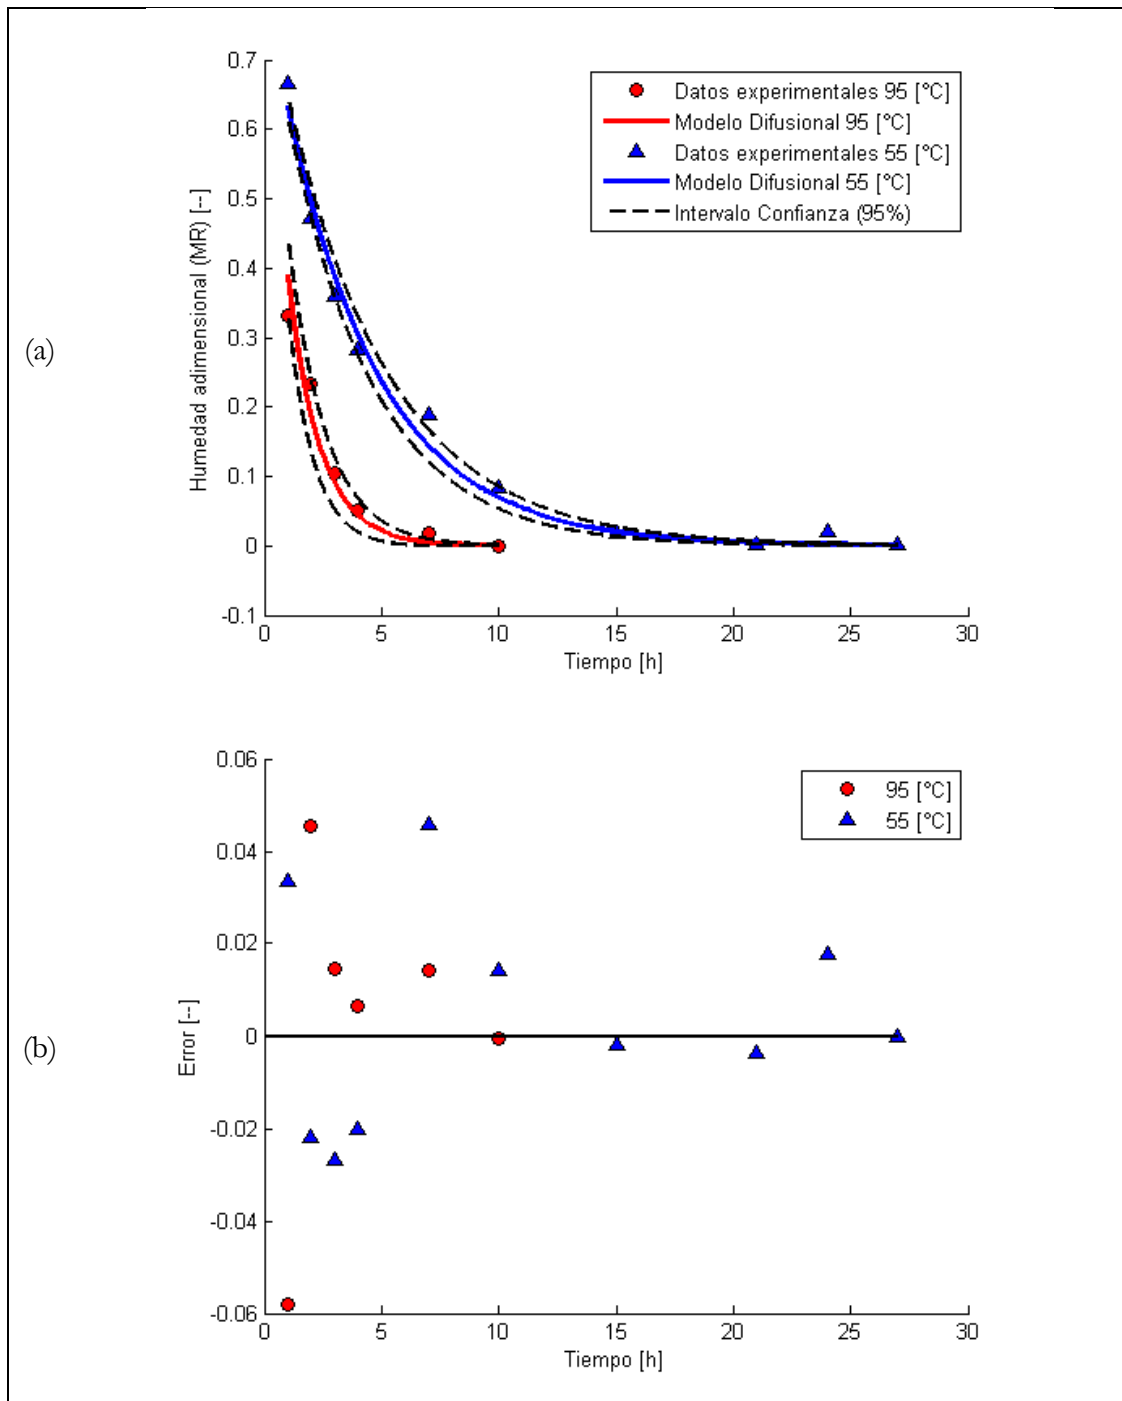 (a)
Humedad adimensional (MR) [--]
0.7
0.6
0.5
0.4
0.3
0.2
0.1
0
-0.1
0 5 10 15 20 25 30
Tiempo [h]
Datos experimentales 95 [°C]
Modelo Difusional 95 [°C]
Datos experimentales 55 [°C]
Modelo Difusional 55 [°C]
Intervalo Confianza (95%)
(b)
Error [--]
0.06
0.04
0.02
0
-0.02
-0.04
-0.06
0 5 10 15 20 25 30
Tiempo [h]
95 [°C]
55 [°C]